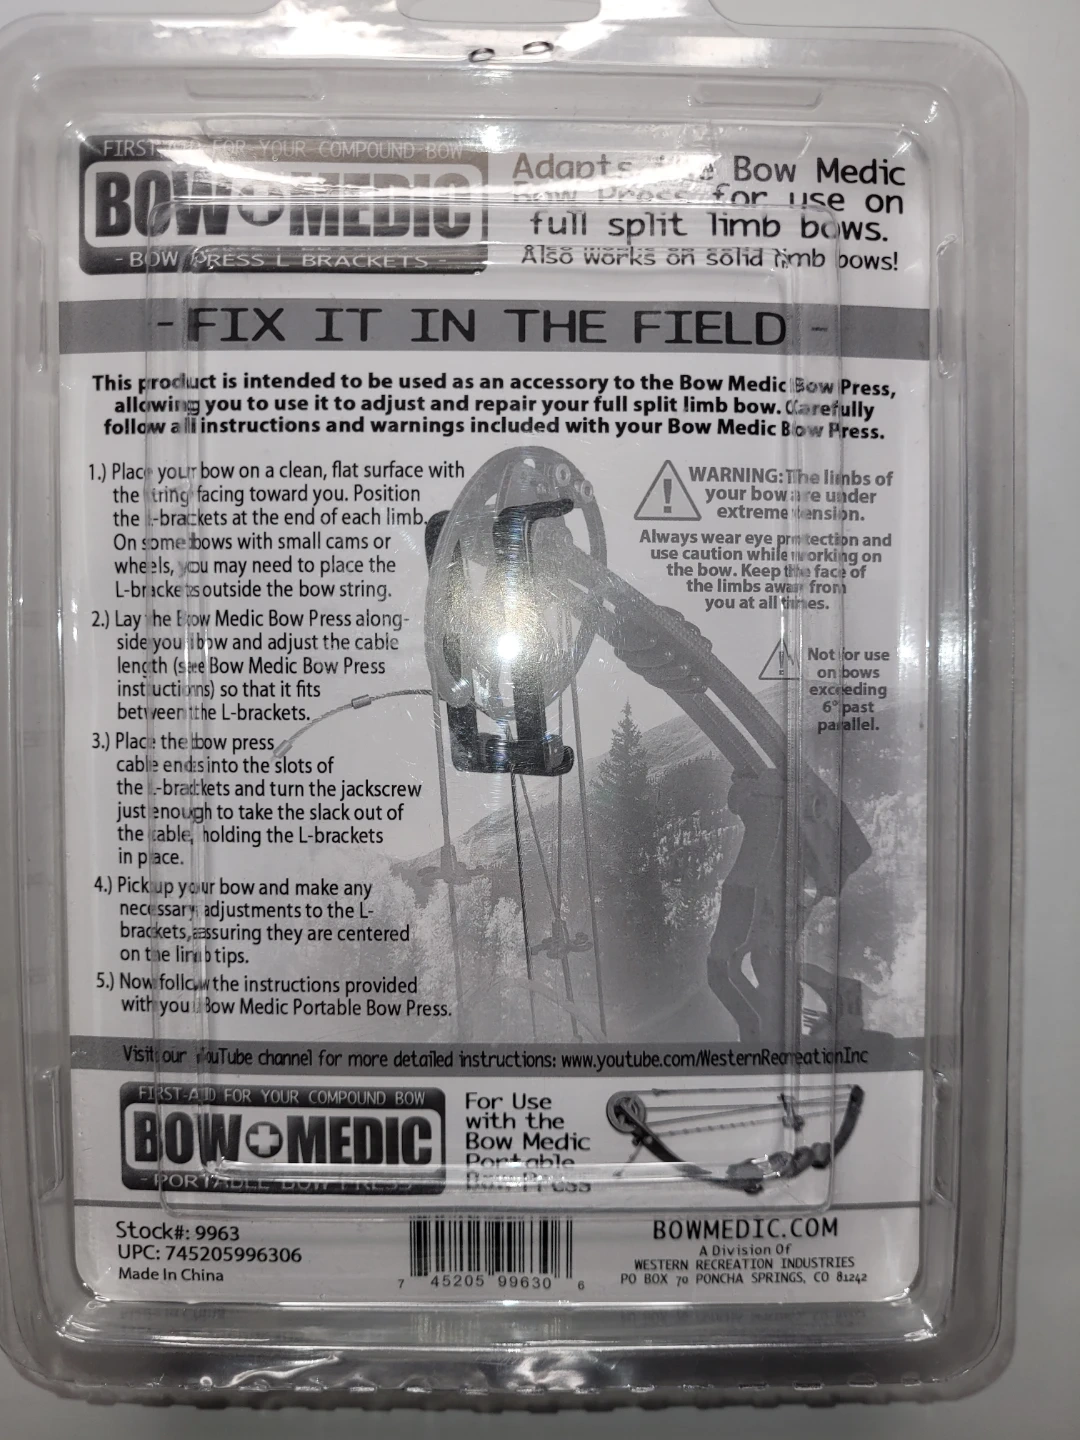 FIRST-AID FOR YOUR COMPOUND BOW
BOW MEDIC
- BOW PRESS L BRACKETS -
Adapts the Bow Medic
Bow Press for use on
full split limb bows.
Also works on solid limb bows!
- FIX IT IN THE FIELD -
This product is intended to be used as an accessory to the Bow Medic Bow Press,
allowing you to use it to adjust and repair your full split limb bow. Carefully
follow all instructions and warnings included with your Bow Medic Bow Press.
1.) Place your bow on a clean, flat surface with
the string facing toward you. Position
the L-brackets at the end of each limb.
On some bows with small cams or
wheels, you may need to place the
L-brackets outside the bow string.
2.) Lay the Bow Medic Bow Press along-
side your bow and adjust the cable
length (see Bow Medic Bow Press
instructions) so that it fits
between the L-brackets.
3.) Place the bow press
cable ends into the slots of
the L-brackets and turn the jackscrew
just enough to take the slack out of
the cable, holding the L-brackets
in place.
4.) Pick up your bow and make any
necessary adjustments to the L-
brackets, assuring they are centered
on the limb tips.
5.) Now follow the instructions provided
with your Bow Medic Portable Bow Press.
WARNING: The limbs of
your bow are under
extreme tension.
Always wear eye protection and
use caution while working on
the bow. Keep the face of
the limbs away from
you at all times.
Not for use
on bows
exceeding
6° past
parallel.
Visit our YouTube channel for more detailed instructions: www.youtube.com/WesternRecreationInc
FIRST-AID FOR YOUR COMPOUND BOW
BOW MEDIC
- PORTABLE BOW PRESS -
For Use
with the
Bow Medic
Portable
Bow Press
Stock#: 9963
UPC: 745205996306
Made In China
7 45205 99630 6
BOWMEDIC.COM
A Division Of
WESTERN RECREATION INDUSTRIES
PO BOX 70 PONCHA SPRINGS, CO 81242